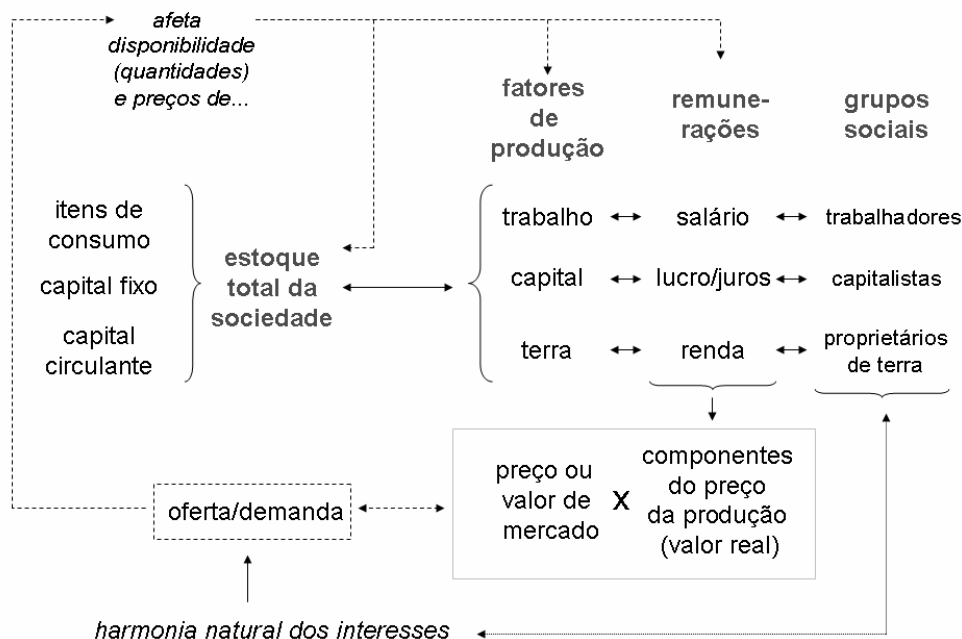 afeta
disponibilidade
(quantidades)
e preços de...
fatores
de
produção
remune-
rações
grupos
sociais
itens de
consumo
capital fixo
capital
circulante
estoque
total da
sociedade
trabalho
salário
trabalhadores
capital
lucro/juros
capitalistas
terra
renda
proprietários
de terra
oferta/demanda
preço ou
valor de
mercado
X
componentes
do preço
da produção
(valor real)
harmonia natural dos interesses